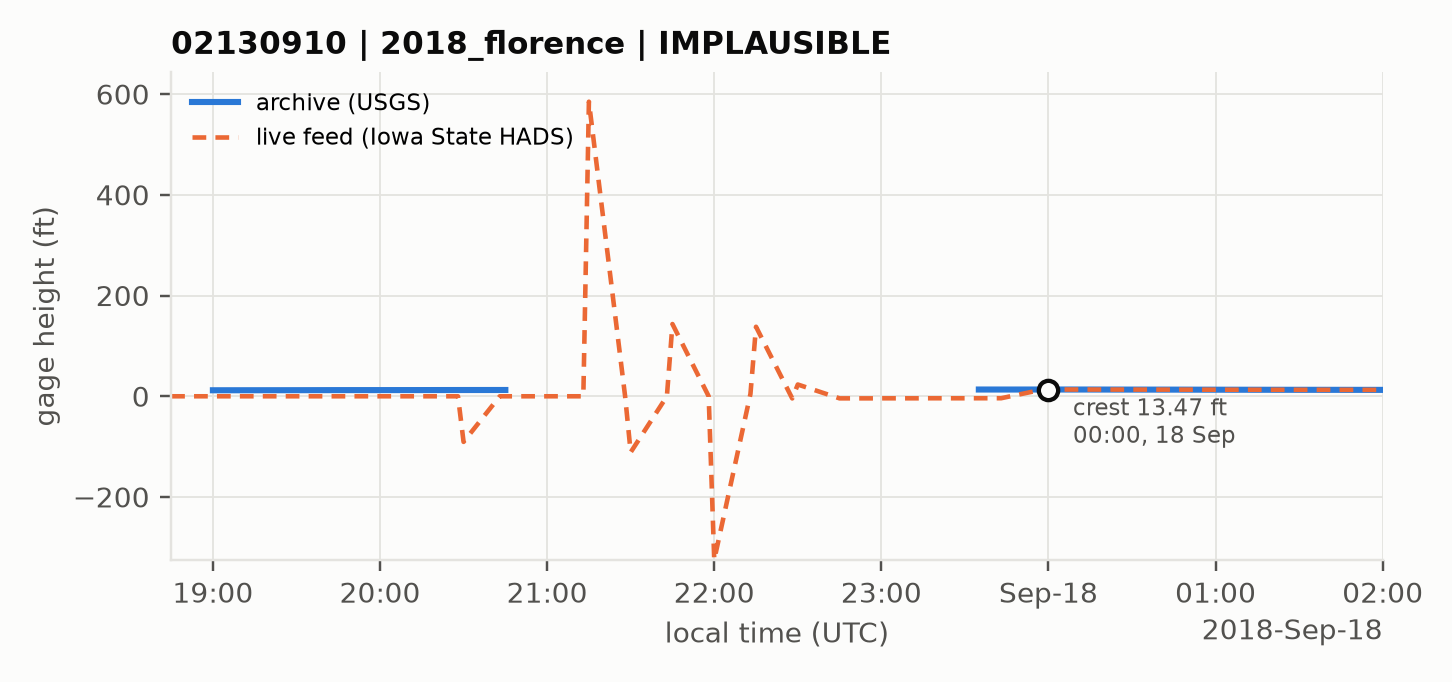 02130910 | 2018_florence | IMPLAUSIBLE
archive (USGS)
live feed (Iowa State HADS)
gage height (ft)
600
400
200
0
−200
crest 13.47 ft
00:00, 18 Sep
19:00 20:00 21:00 22:00 23:00 Sep-18 01:00 02:00
local time (UTC)
2018-Sep-18